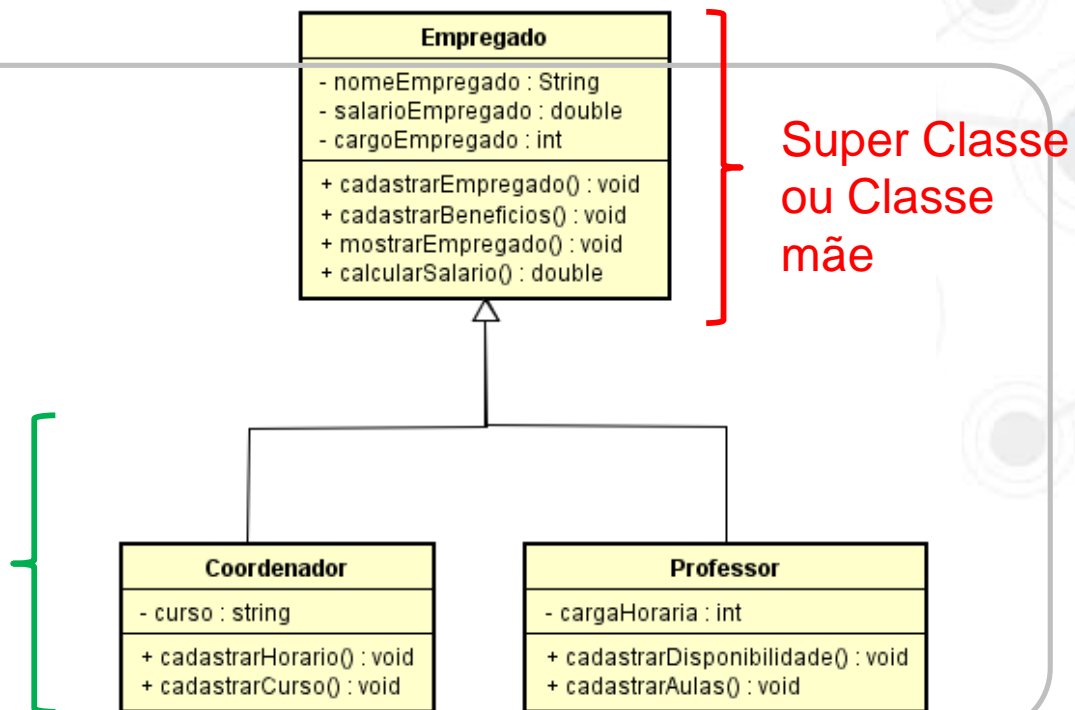 Empregado
- nomeEmpregado : String
- salarioEmpregado : double
- cargoEmpregado : int
+ cadastrarEmpregado() : void
+ cadastrarBeneficios() : void
+ mostrarEmpregado() : void
+ calcularSalario() : double
Super Classe
ou Classe
mãe
Coordenador
- curso : string
+ cadastrarHorario() : void
+ cadastrarCurso() : void
Professor
- cargaHoraria : int
+ cadastrarDisponibilidade() : void
+ cadastrarAulas() : void